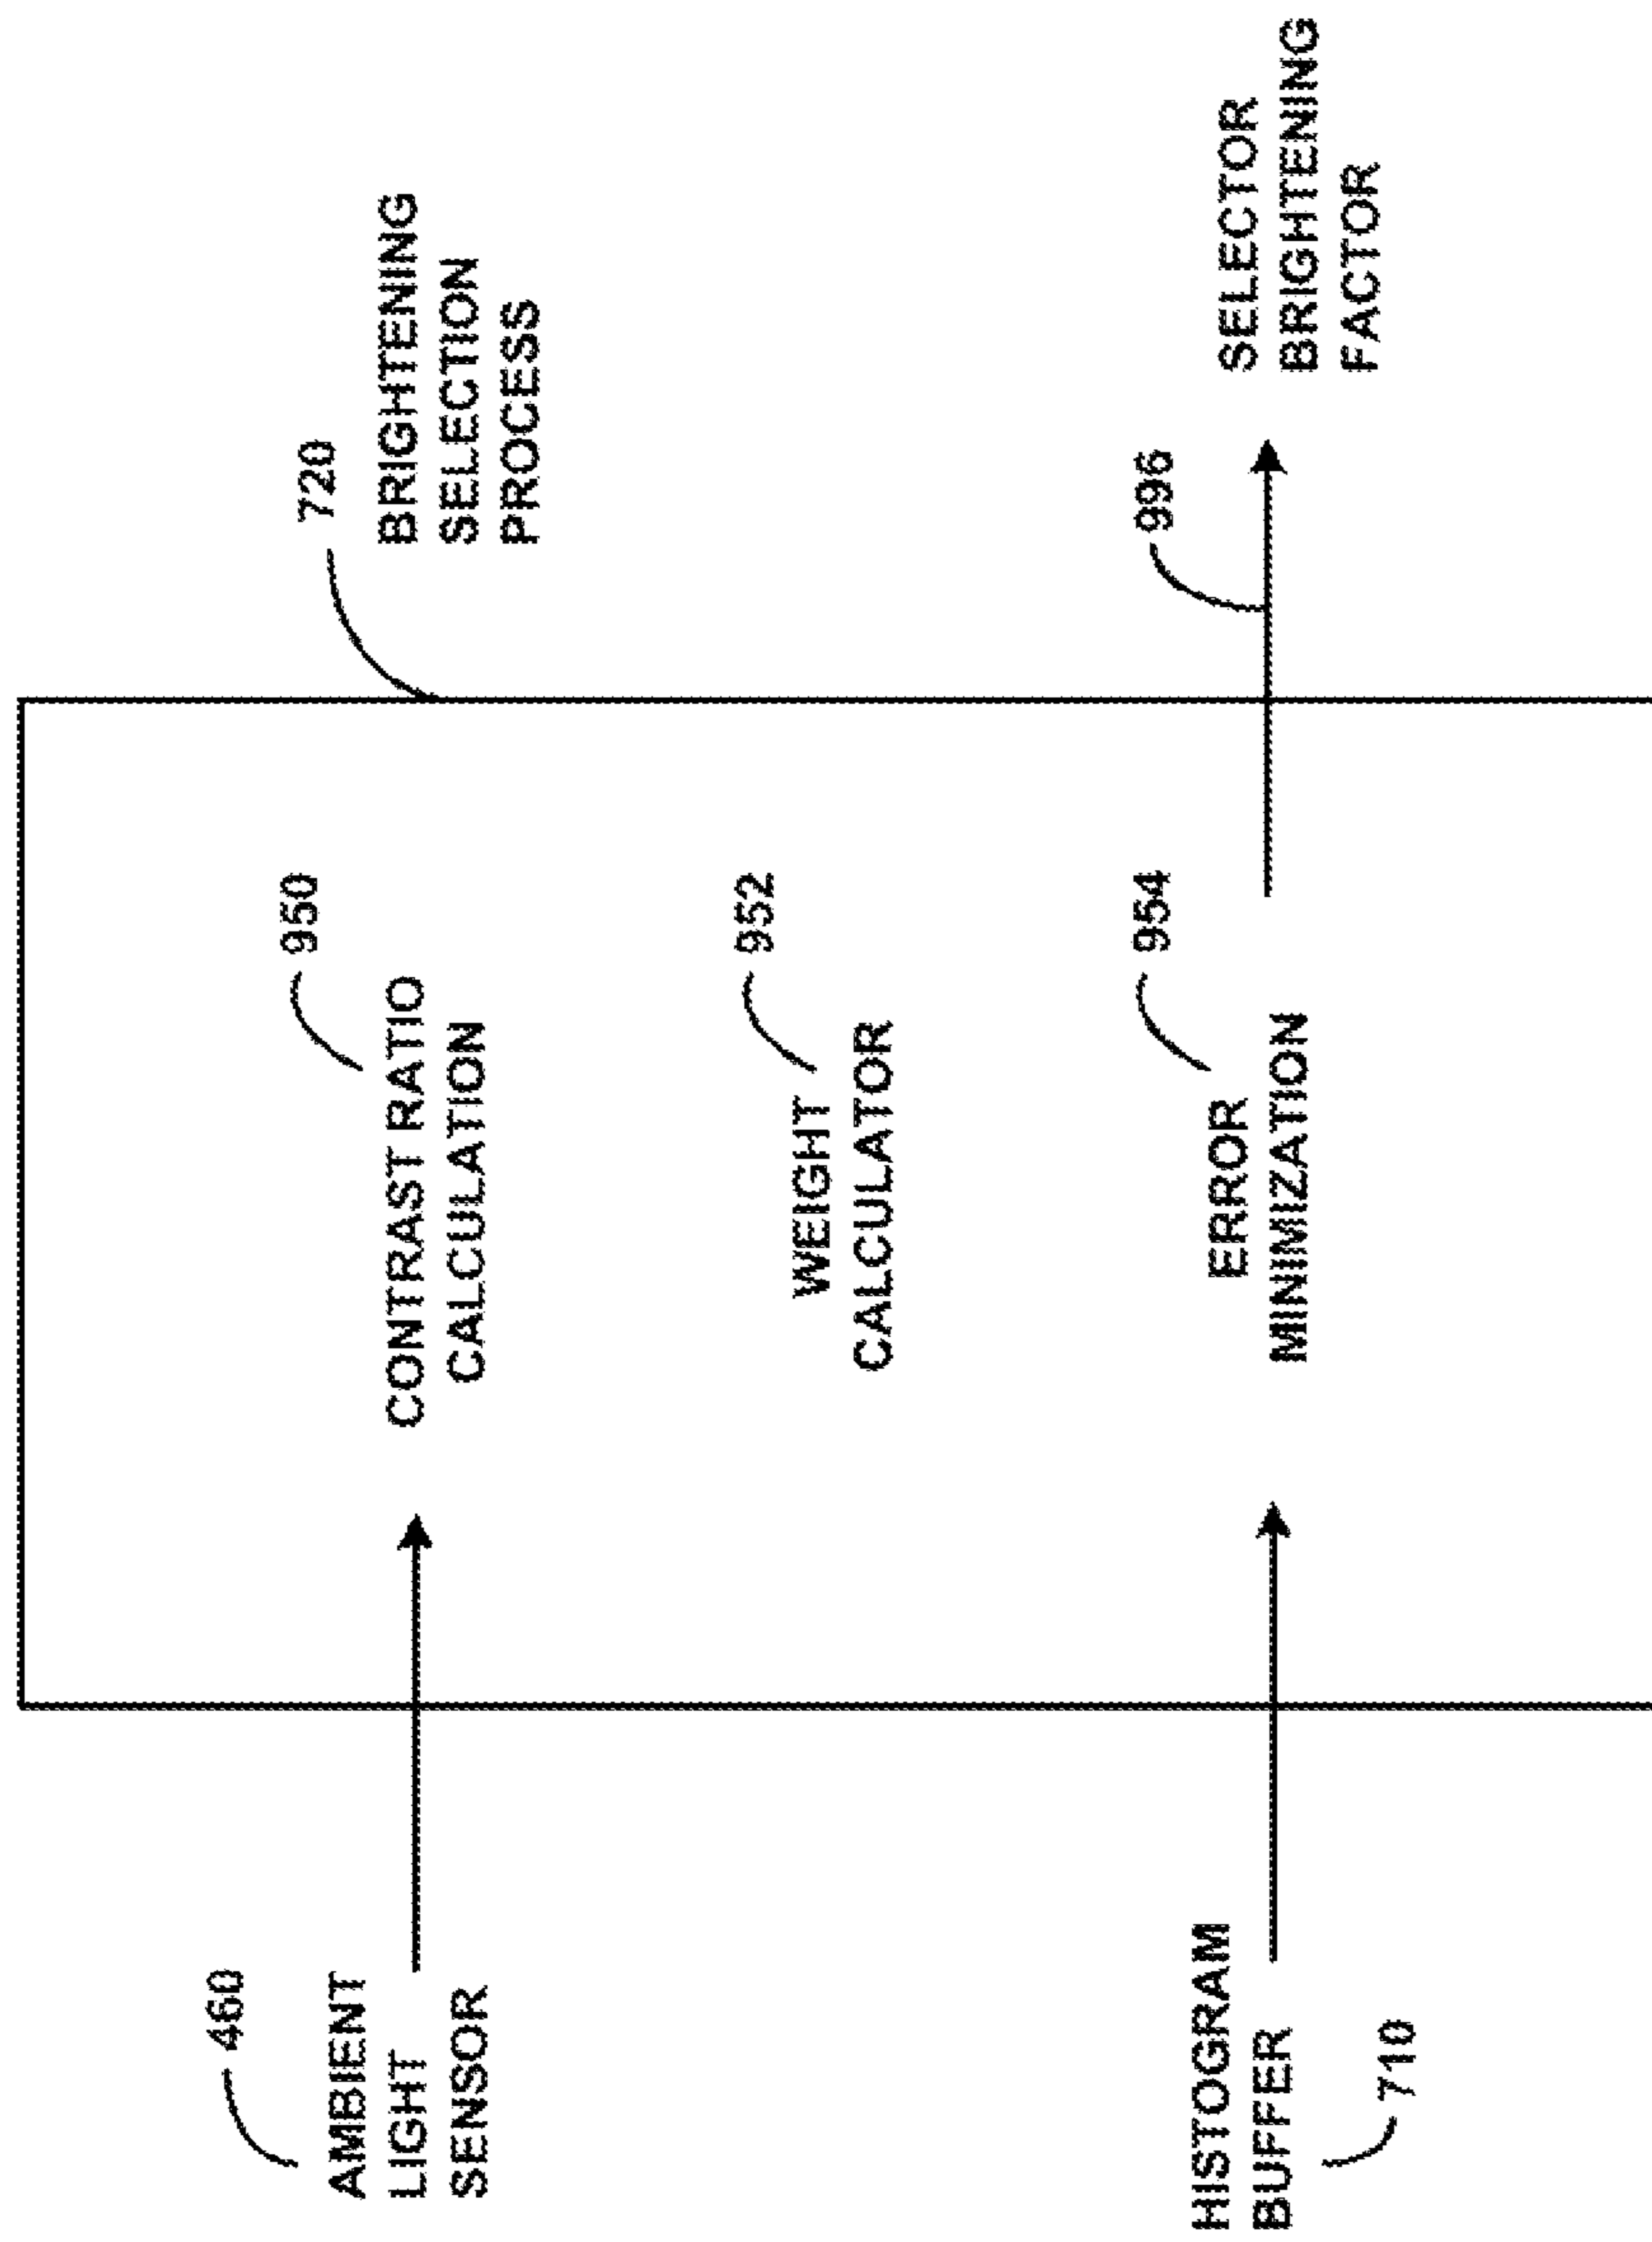 460
AMBIENT
LIGHT
SENSOR
HISTOGRAM
BUFFER
710
950
CONTRAST RATIO
CALCULATION
952
WEIGHT
CALCULATOR
954
ERROR
MINIMIZATION
720
BRIGHTENING
SELECTION
PROCESS
996
SELECTOR
BRIGHTENING
FACTOR